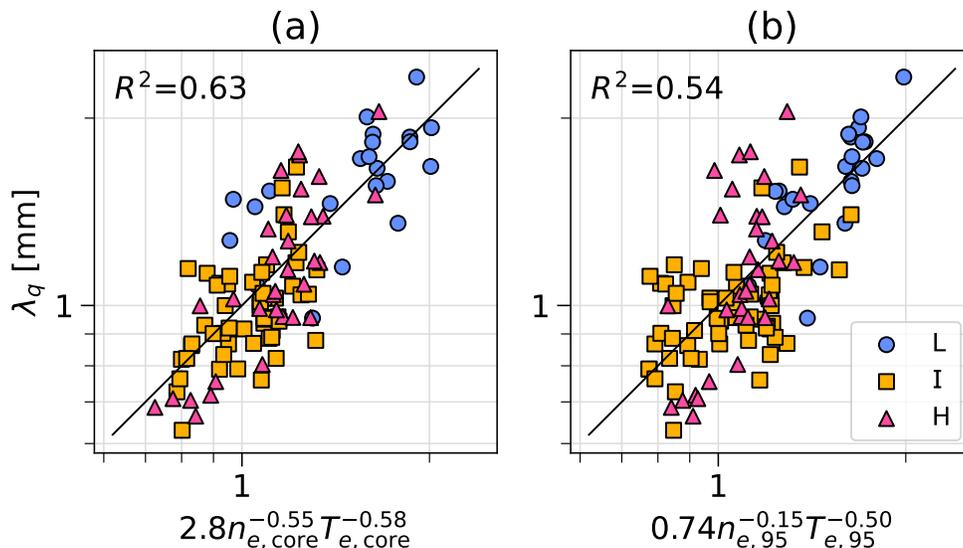 (a)
(b)
R²=0.63
R²=0.54
λ_q [mm]
1
1
1
1
L
I
H
2.8n_{e,core}^{-0.55}T_{e,core}^{-0.58}
0.74n_{e,95}^{-0.15}T_{e,95}^{-0.50}